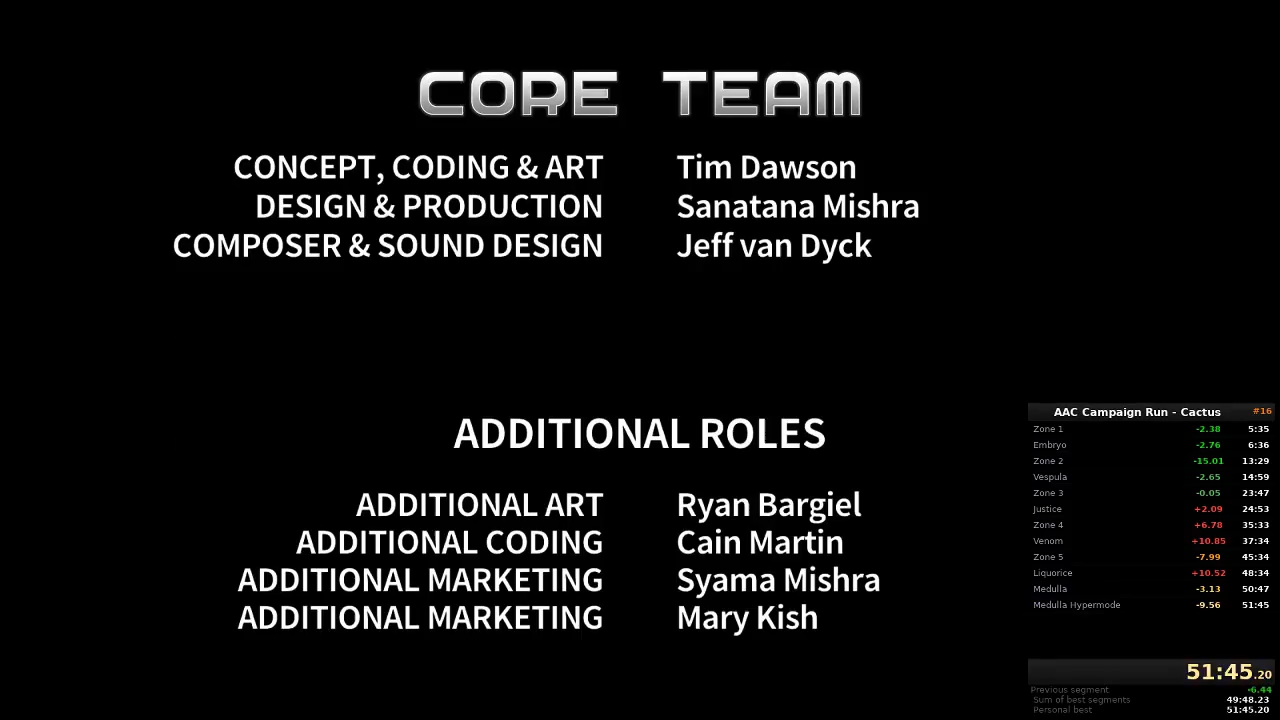 CORE TEAM
CONCEPT, CODING & ART Tim Dawson
DESIGN & PRODUCTION Sanatana Mishra
COMPOSER & SOUND DESIGN Jeff van Dyck
ADDITIONAL ROLES
ADDITIONAL ART Ryan Bargiel
ADDITIONAL CODING Cain Martin
ADDITIONAL MARKETING Syama Mishra
ADDITIONAL MARKETING Mary Kish
AAC Campaign Run - Cactus #16
Zone 1 -2.38 5:35
Embryo -2.76 6:36
Zone 2 -15.01 13:29
Vespula -2.65 14:59
Zone 3 -0.05 23:47
Justice +2.09 24:53
Zone 4 +6.78 35:33
Venom +10.85 37:34
Zone 5 -7.99 45:34
Liquorice +10.52 48:34
Medulla -3.13 50:47
Medulla Hypermode -9.56 51:45
51:45.20
Previous segment -6.44
Sum of best segments 49:48.23
Personal best 51:45.20